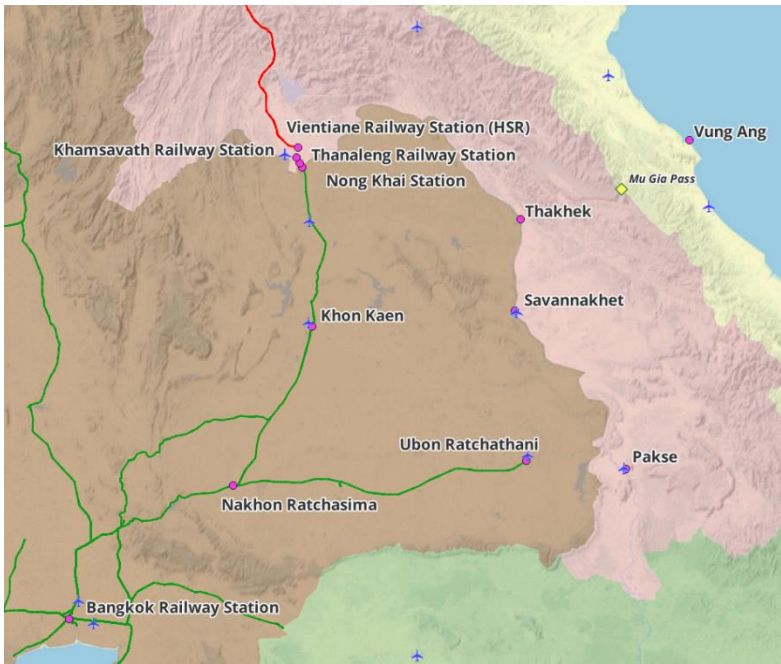 Vientiane Railway Station (HSR)
Vung Ang
Khamsavath Railway Station
Thanaleng Railway Station
Nong Khai Station
Mu Gia Pass
Thakhek
Savannakhet
Khon Kaen
Ubon Ratchathani
Pakse
Nakhon Ratchasima
Bangkok Railway Station